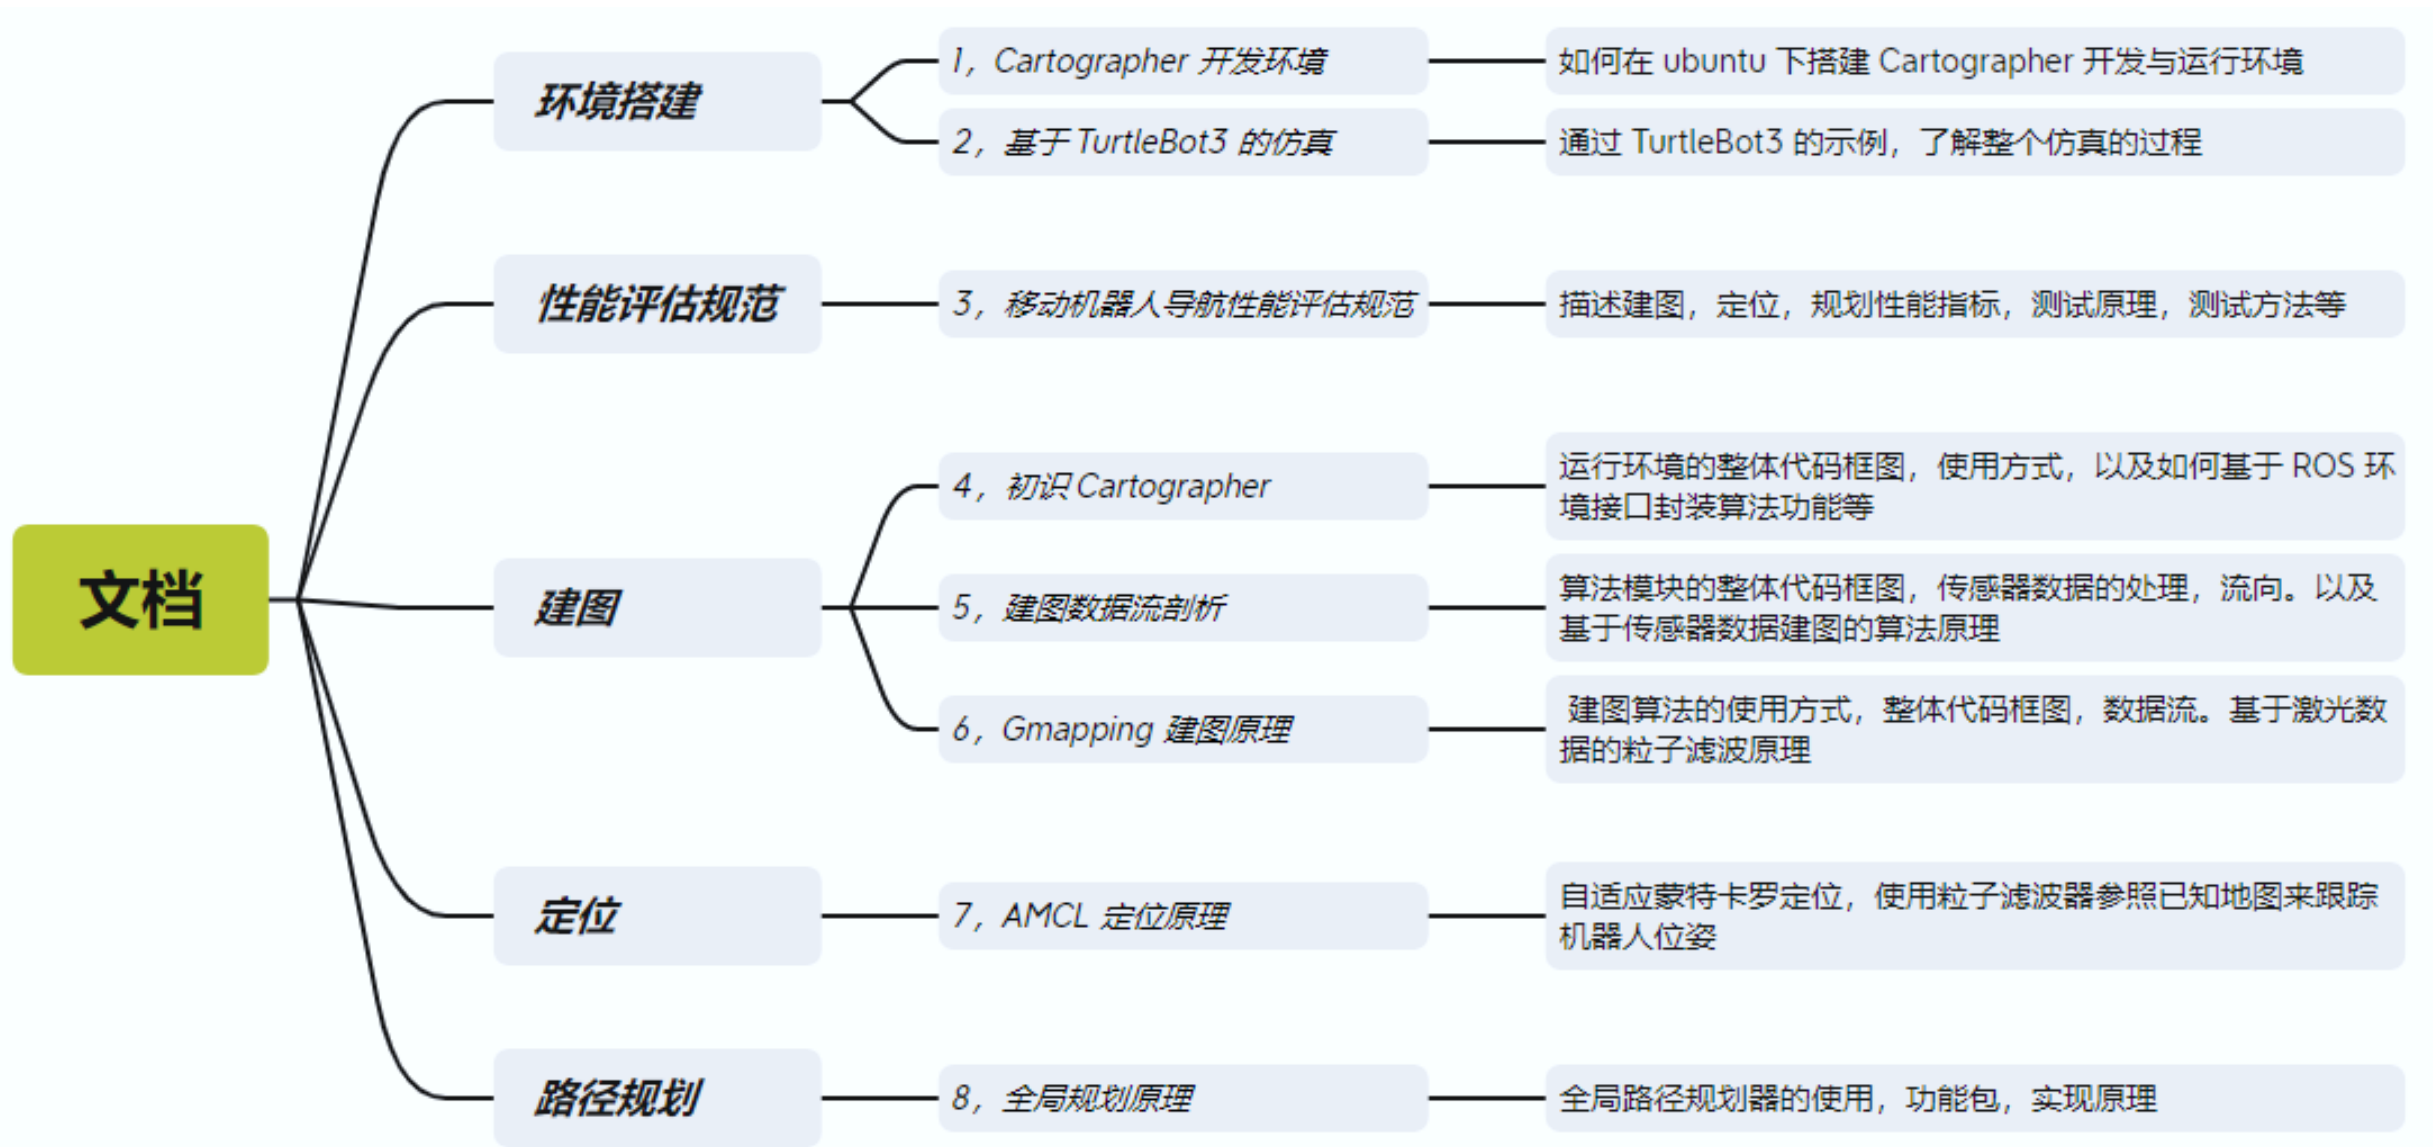 文档
环境搭建
1，Cartographer 开发环境
如何在 ubuntu 下搭建 Cartographer 开发与运行环境
2，基于 TurtleBot3 的仿真
通过 TurtleBot3 的示例，了解整个仿真的过程
性能评估规范
3，移动机器人导航性能评估规范
描述建图，定位，规划性能指标，测试原理，测试方法等
建图
4，初识 Cartographer
运行环境的整体代码框图，使用方式，以及如何基于 ROS 环
境接口封装算法功能等
5，建图数据流剖析
算法模块的整体代码框图，传感器数据的处理，流向。以及
基于传感器数据建图的算法原理
6，Gmapping 建图原理
建图算法的使用方式，整体代码框图，数据流。基于激光数
据的粒子滤波原理
定位
7，AMCL 定位原理
自适应蒙特卡罗定位，使用粒子滤波器参照已知地图来跟踪
机器人位姿
路径规划
8，全局规划原理
全局路径规划器的使用，功能包，实现原理